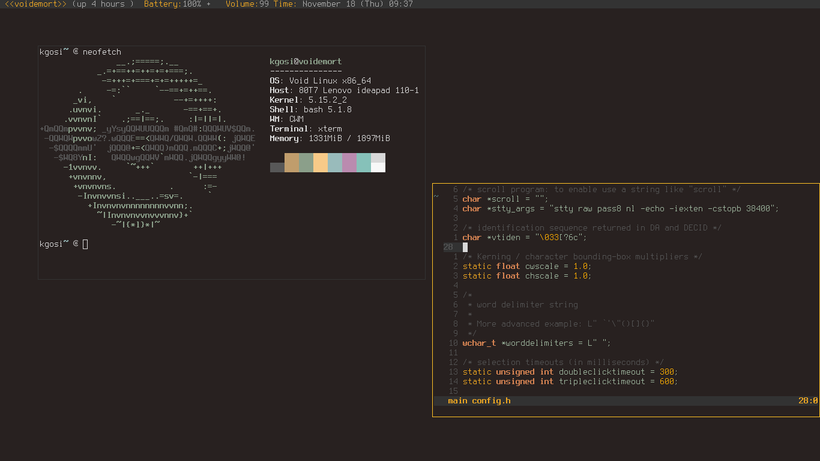 <<voidemort>> (up 4 hours ) Battery:100% + Volume:99 Time: November 18 (Thu) 09:37
kgosi~ @ neofetch
kgosi@voidemort
---------------
OS: Void Linux x86_64
Host: 80T7 Lenovo ideapad 110-1
Kernel: 5.15.2_2
Shell: bash 5.1.8
WM: CWM
Terminal: xterm
Memory: 1331MiB / 1897MiB
kgosi~ @
6 /* scroll program: to enable use a string like "scroll" */
5 char *scroll = "";
4 char *stty_args = "stty raw pass8 nl -echo -iexten -cstopb 38400";
3
2 /* identification sequence returned in DA and DECID */
1 char *vtiden = "\033[?6c";
28
1 /* Kerning / character bounding-box multipliers */
2 static float cwscale = 1.0;
3 static float chscale = 1.0;
4
5 /*
6 * word delimiter string
7 *
8 * More advanced example: L" `'\"()[]{}"
9 */
10 wchar_t *worddelimiters = L" ";
11
12 /* selection timeouts (in milliseconds) */
13 static unsigned int doubleclicktimeout = 300;
14 static unsigned int tripleclicktimeout = 600;
15
main config.h 28:0